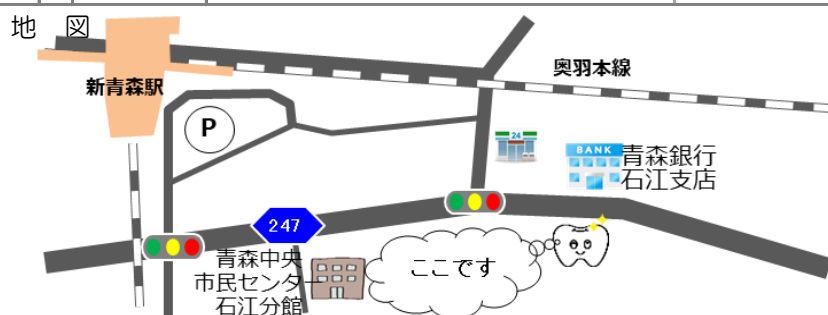 地 図
新青森駅
奥羽本線
P
24
BANK
青森銀行
石江支店
247
青森中央
市民センター
石江分館
ここです